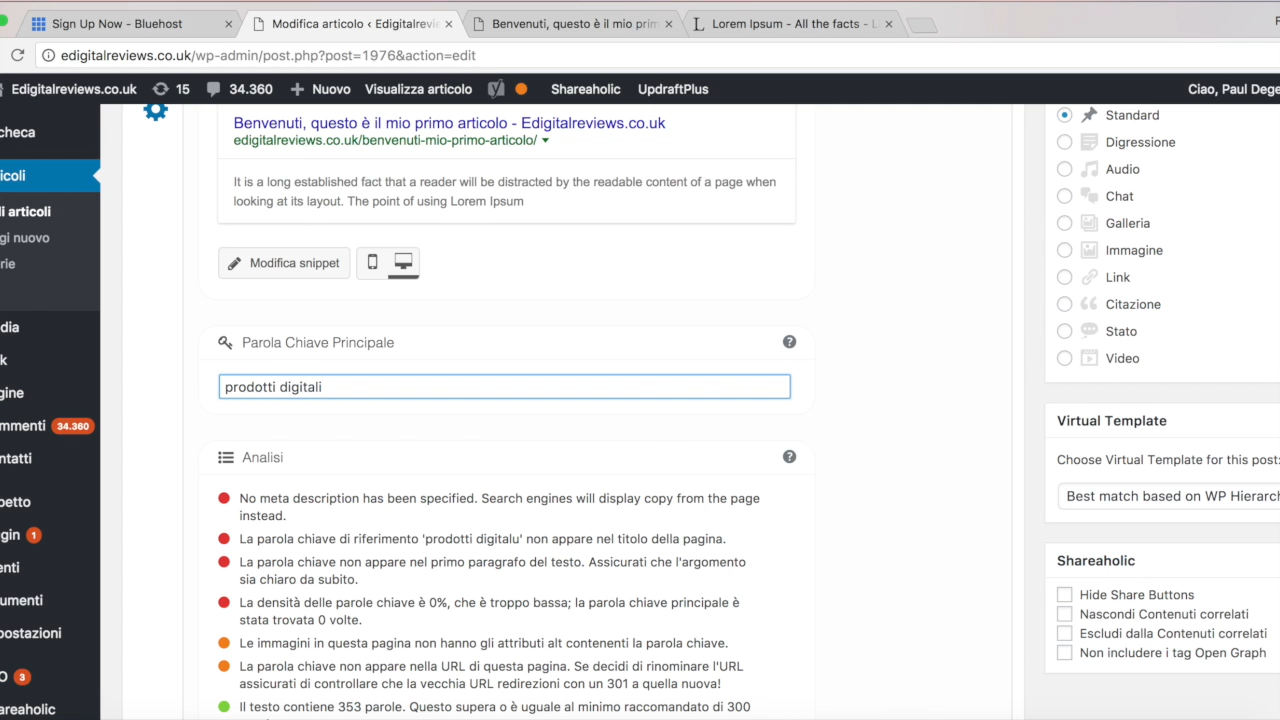 Sign Up Now - Bluehost
Modifica articolo ‹ Edigitalrevie
Benvenuti, questo è il mio prim
Lorem Ipsum - All the facts - L
edigitalreviews.co.uk/wp-admin/post.php?post=1976&action=edit
Edigitalreviews.co.uk
15
34.360
Nuovo
Visualizza articolo
Shareaholic
UpdraftPlus
Ciao, Paul Dege
checa
icoli
li articoli
gi nuovo
rie
dia
k
gine
mmenti 34.360
ntatti
petto
gin 1
enti
umenti
postazioni
O 3
areaholic
Benvenuti, questo è il mio primo articolo - Edigitalreviews.co.uk
edigitalreviews.co.uk/benvenuti-mio-primo-articolo/
It is a long established fact that a reader will be distracted by the readable content of a page when
looking at its layout. The point of using Lorem Ipsum
Modifica snippet
Parola Chiave Principale
prodotti digitali
Analisi
No meta description has been specified. Search engines will display copy from the page
instead.
La parola chiave di riferimento 'prodotti digitalu' non appare nel titolo della pagina.
La parola chiave non appare nel primo paragrafo del testo. Assicurati che l'argomento
sia chiaro da subito.
La densità delle parole chiave è 0%, che è troppo bassa; la parola chiave principale è
stata trovata 0 volte.
Le immagini in questa pagina non hanno gli attributi alt contenenti la parola chiave.
La parola chiave non appare nella URL di questa pagina. Se decidi di rinominare l'URL
assicurati di controllare che la vecchia URL redirezioni con un 301 a quella nuova!
Il testo contiene 353 parole. Questo supera o è uguale al minimo raccomandato di 300
Standard
Digressione
Audio
Chat
Galleria
Immagine
Link
Citazione
Stato
Video
Virtual Template
Choose Virtual Template for this post:
Best match based on WP Hierarch
Shareaholic
Hide Share Buttons
Nascondi Contenuti correlati
Escludi dalla Contenuti correlati
Non includere i tag Open Graph